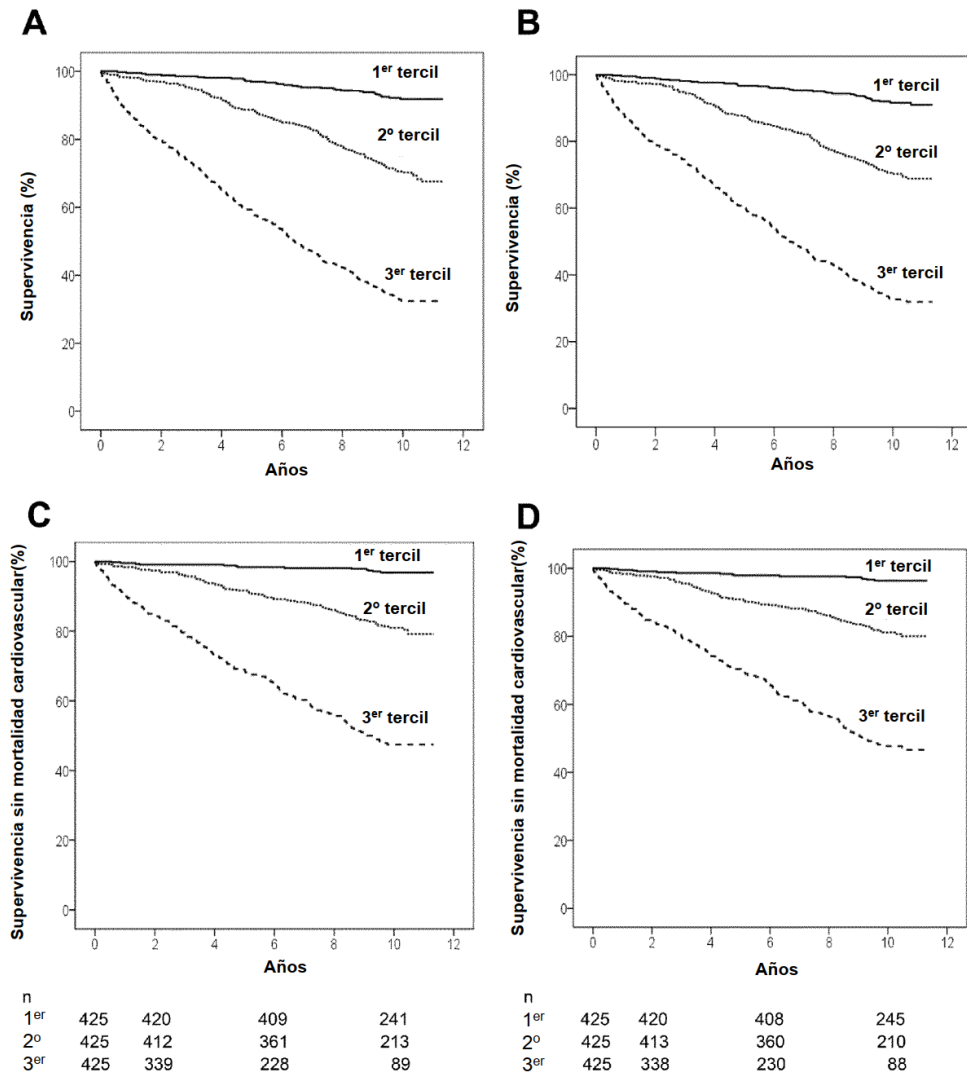 A
Supervivencia (%)
100
80
60
40
20
0
1er tercil
2º tercil
3er tercil
0 2 4 6 8 10 12
Años
B
Supervivencia (%)
100
80
60
40
20
0
1er tercil
2º tercil
3er tercil
0 2 4 6 8 10 12
Años
C
Supervivencia sin mortalidad cardiovascular(%)
100
80
60
40
20
0
1er tercil
2º tercil
3er tercil
0 2 4 6 8 10 12
Años
D
Supervivencia sin mortalidad cardiovascular(%)
100
80
60
40
20
0
1er tercil
2º tercil
3er tercil
0 2 4 6 8 10 12
Años
n
1er 425 420 409 241
2º 425 412 361 213
3er 425 339 228 89
n
1er 425 420 408 245
2º 425 413 360 210
3er 425 338 230 88